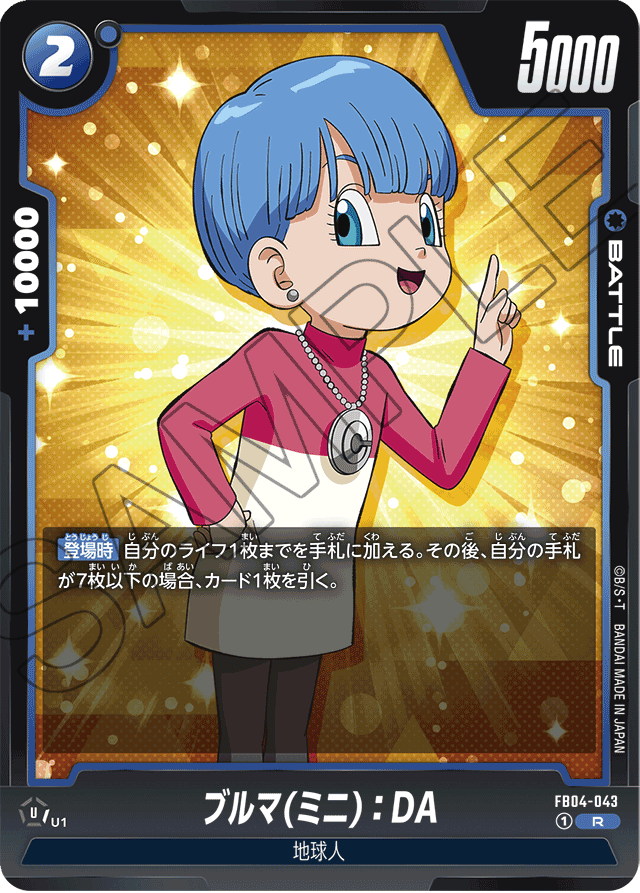 2
5000
+10000
BATTLE
SAMPLE
登場時 自分のライフ1枚までを手札に加える。その後、自分の手札
が7枚以下の場合、カード1枚を引く。
©B/S・T BANDAI MADE IN JAPAN
ブルマ(ミニ):DA
FB04-043
U U1
1 R
地球人